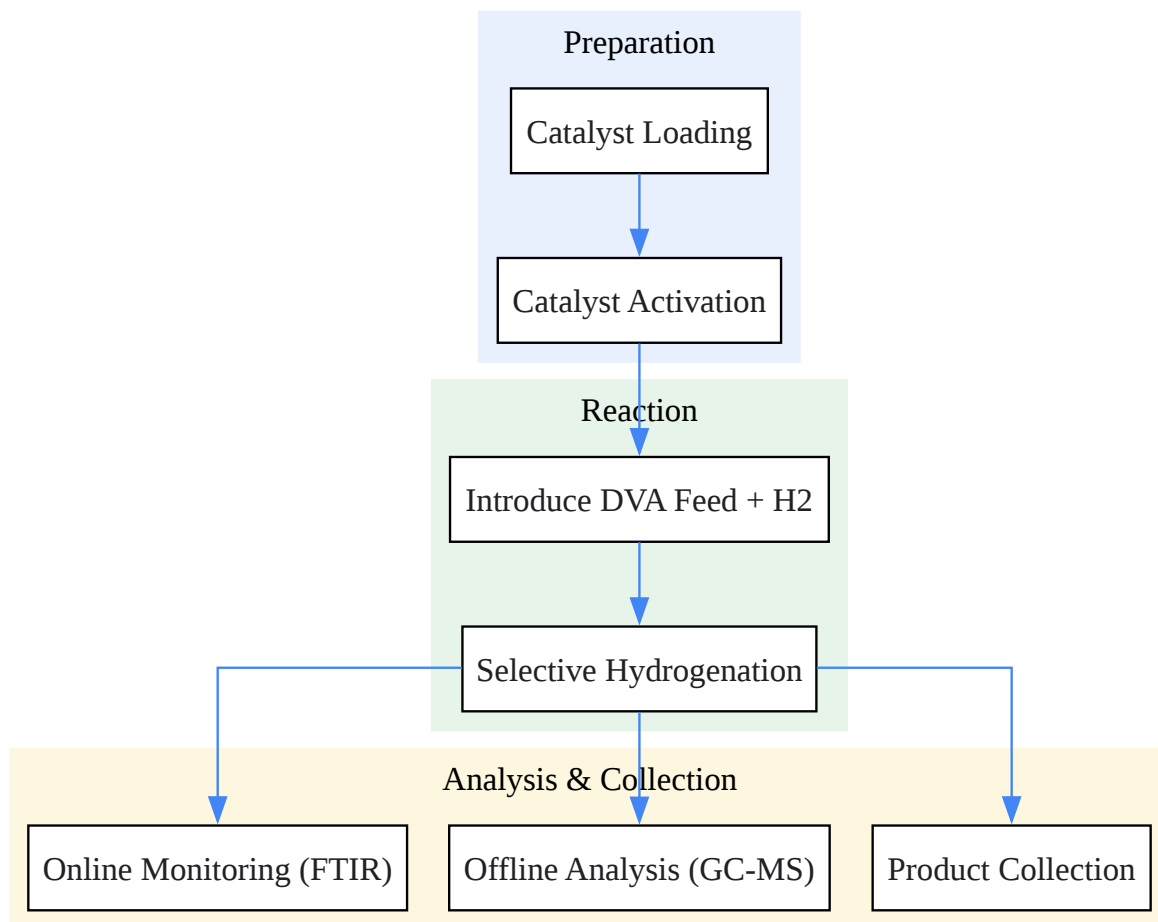 Preparation
Catalyst Loading
Catalyst Activation
Reaction
Introduce DVA Feed + H2
Selective Hydrogenation
Analysis & Collection
Online Monitoring (FTIR)
Offline Analysis (GC-MS)
Product Collection